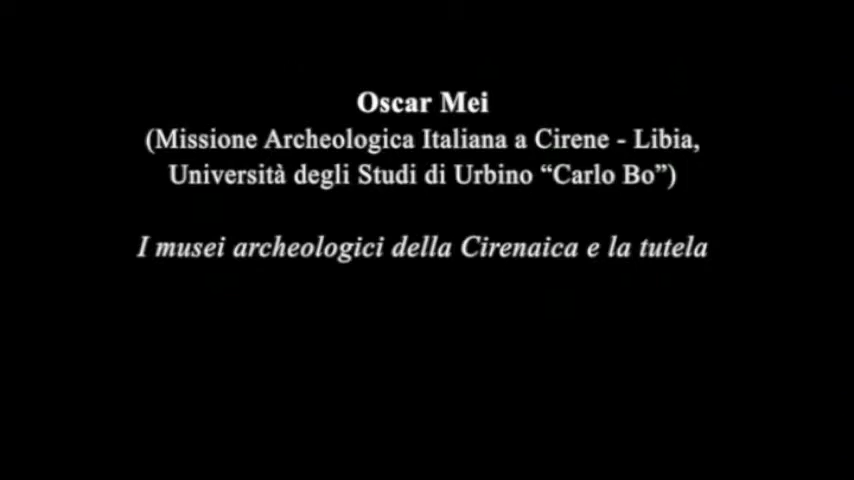 Oscar Mei
(Missione Archeologica Italiana a Cirene - Libia,
Università degli Studi di Urbino “Carlo Bo”)
I musei archeologici della Cirenaica e la tutela